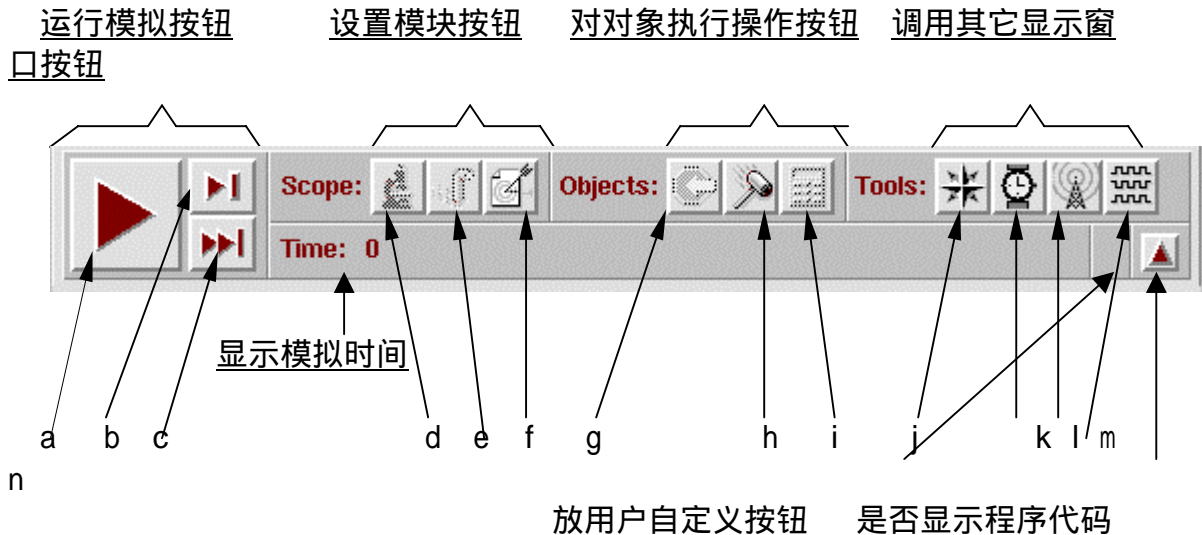 运行模拟按钮 设置模块按钮 对对象执行操作按钮 调用其它显示窗
口按钮
Scope: Objects: Tools:
Time: 0
显示模拟时间
a b c d e f g h i j k l m
n
放用户自定义按钮 是否显示程序代码